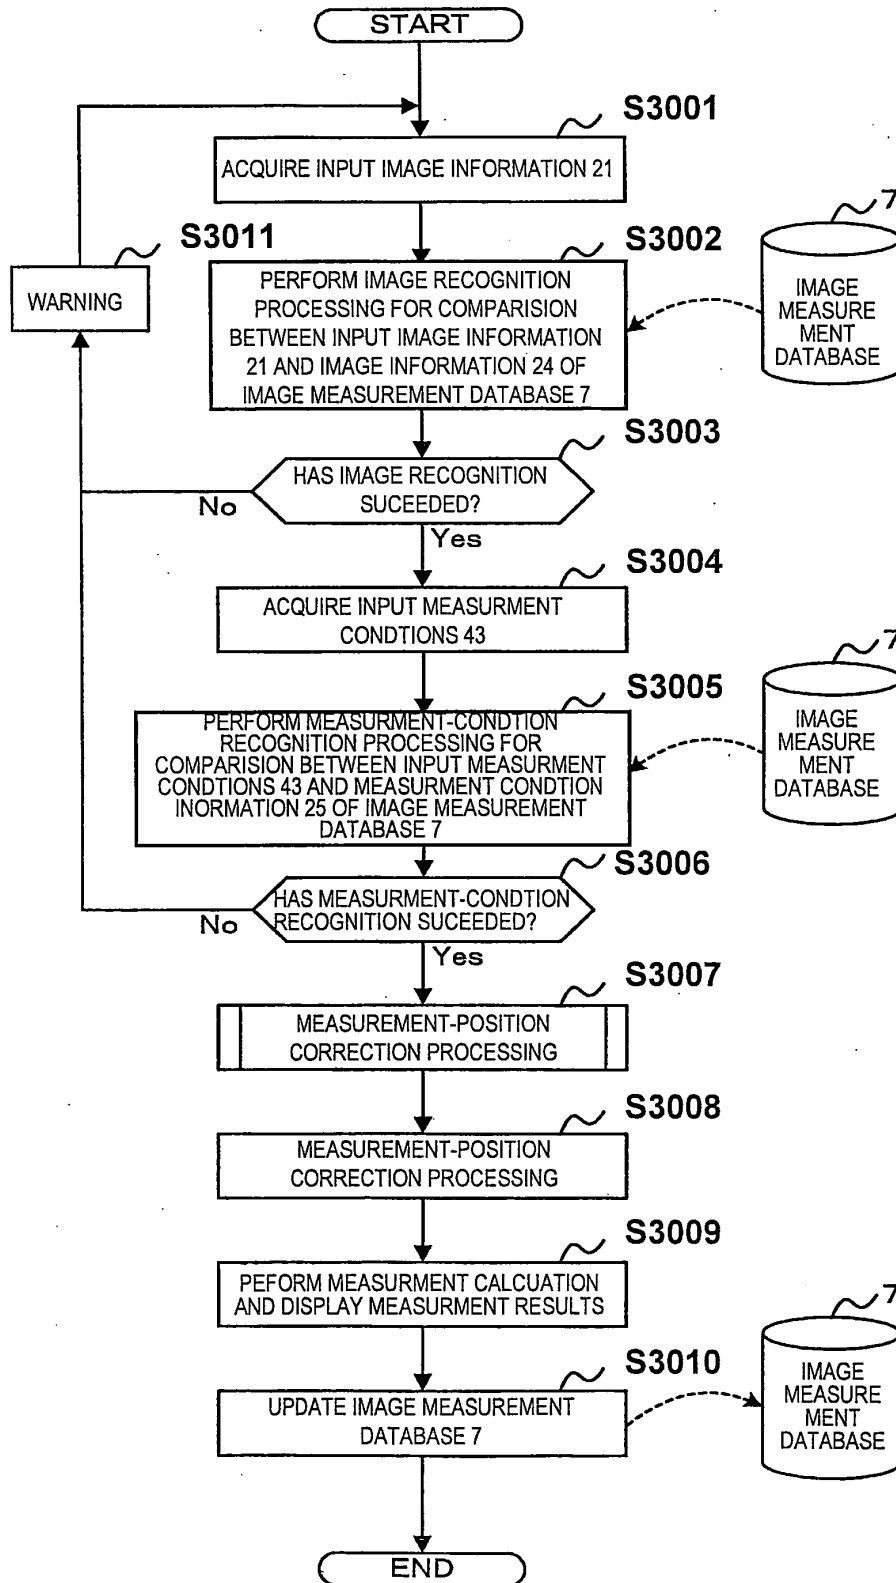 START
S3001
ACQUIRE INPUT IMAGE INFORMATION 21
S3011
WARNING
S3002
PERFORM IMAGE RECOGNITION
PROCESSING FOR COMPARISION
BETWEEN INPUT IMAGE INFORMATION
21 AND IMAGE INFORMATION 24 OF
IMAGE MEASUREMENT DATABASE 7
7
IMAGE
MEASURE
MENT
DATABASE
S3003
HAS IMAGE RECOGNITION
SUCEEDED?
No
Yes
S3004
ACQUIRE INPUT MEASURMENT
CONDTIONS 43
S3005
PERFORM MEASURMENT-CONDTION
RECOGNITION PROCESSING FOR
COMPARISION BETWEEN INPUT MEASURMENT
CONDTIONS 43 AND MEASURMENT CONDTION
INORMATION 25 OF IMAGE MEASUREMENT
DATABASE 7
7
IMAGE
MEASURE
MENT
DATABASE
S3006
HAS MEASURMENT-CONDTION
RECOGNITION SUCEEDED?
No
Yes
S3007
MEASUREMENT-POSITION
CORRECTION PROCESSING
S3008
MEASUREMENT-POSITION
CORRECTION PROCESSING
S3009
PEFORM MEASURMENT CALCUATION
AND DISPLAY MEASURMENT RESULTS
S3010
UPDATE IMAGE MEASUREMENT
DATABASE 7
7
IMAGE
MEASURE
MENT
DATABASE
END